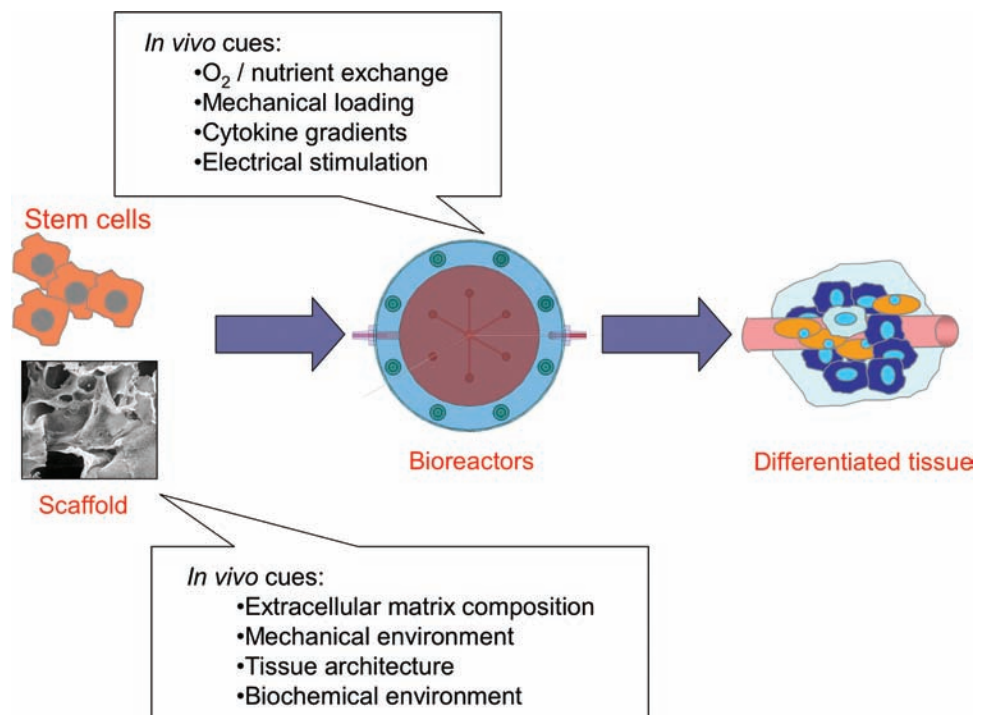 In vivo cues:
•O₂ / nutrient exchange
•Mechanical loading
•Cytokine gradients
•Electrical stimulation
Stem cells
Scaffold
Bioreactors
Differentiated tissue
In vivo cues:
•Extracellular matrix composition
•Mechanical environment
•Tissue architecture
•Biochemical environment